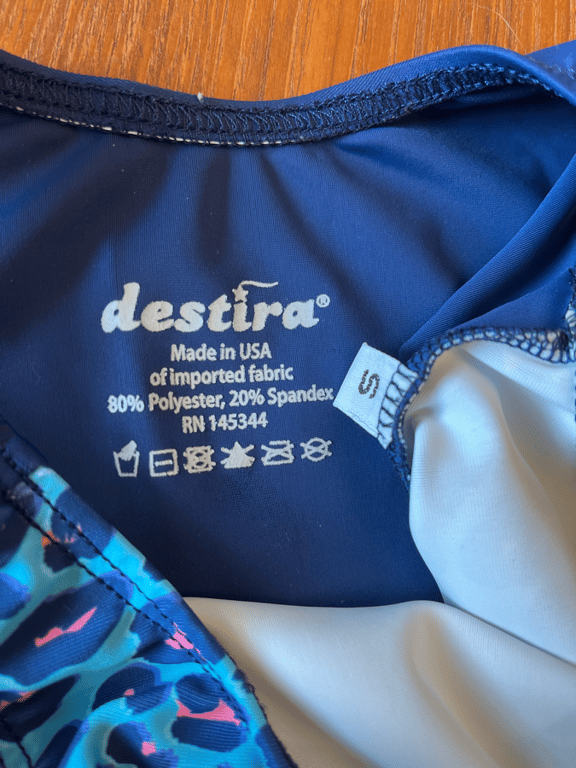 destira®
Made in USA
of imported fabric
80% Polyester, 20% Spandex
RN 145344
S